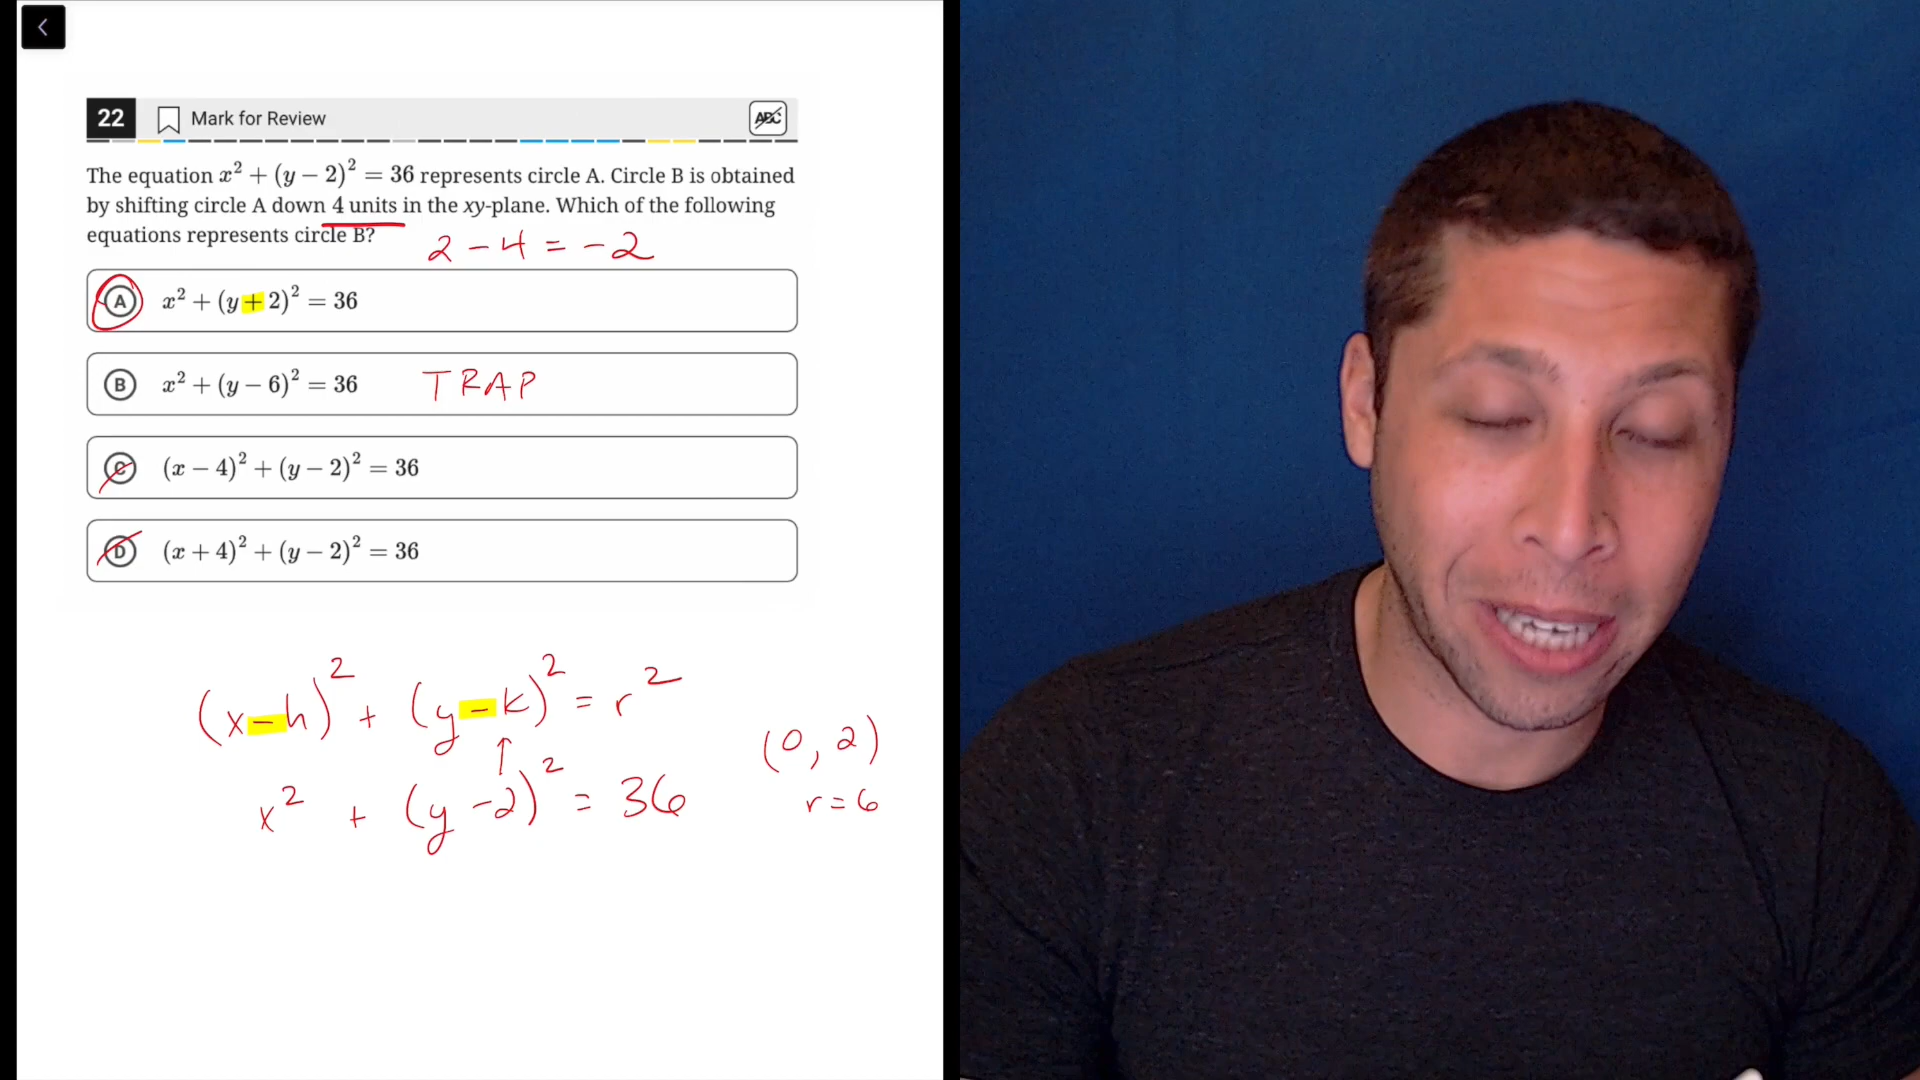 22 Mark for Review ABC
The equation x² + (y − 2)² = 36 represents circle A. Circle B is obtained
by shifting circle A down 4 units in the xy-plane. Which of the following
equations represents circle B?
2 − 4 = −2
A x² + (y + 2)² = 36
B x² + (y − 6)² = 36 TRAP
C (x − 4)² + (y − 2)² = 36
D (x + 4)² + (y − 2)² = 36
(x − h)² + (y − k)² = r²
(0, 2)
x² + (y − 2)² = 36
r = 6